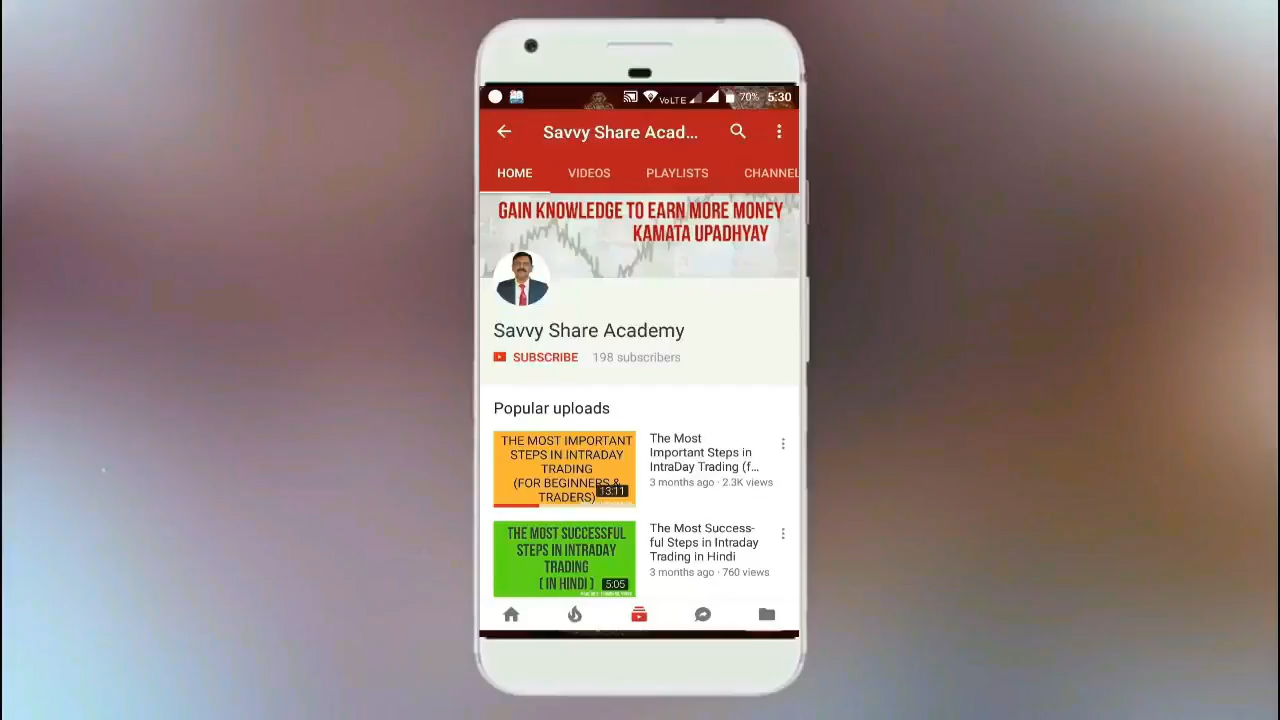 VoLTE 70% 5:30
Savvy Share Acad...
HOME VIDEOS PLAYLISTS CHANNEL
GAIN KNOWLEDGE TO EARN MORE MONEY
KAMATA UPADHYAY
Savvy Share Academy
SUBSCRIBE 198 subscribers
Popular uploads
THE MOST IMPORTANT
STEPS IN INTRADAY
TRADING
(FOR BEGINNERS &
TRADERS)
13:11
The Most
Important Steps in
IntraDay Trading (f...
3 months ago · 2.3K views
THE MOST SUCCESSFUL
STEPS IN INTRADAY
TRADING
( IN HINDI )
5:05
The Most Success-
ful Steps in Intraday
Trading in Hindi
3 months ago · 760 views